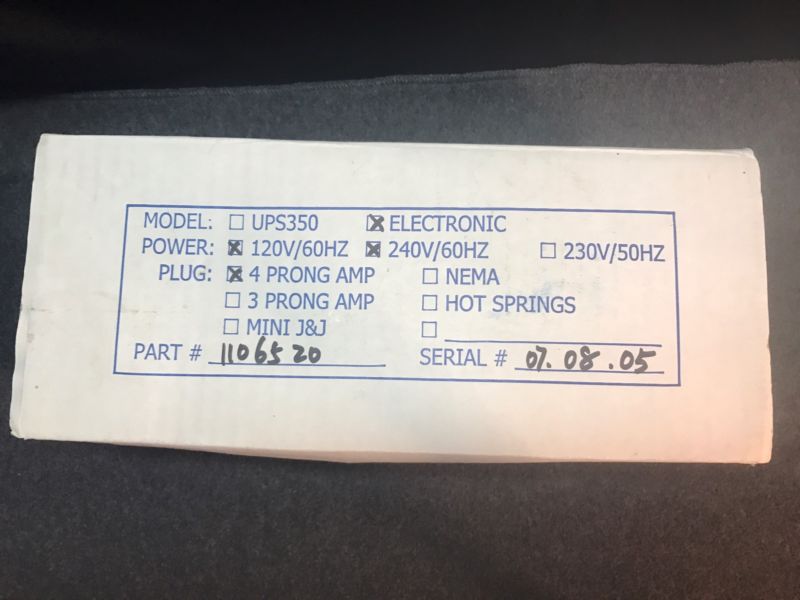 MODEL: ☐ UPS350 ☒ ELECTRONIC
POWER: ☒ 120V/60HZ ☒ 240V/60HZ ☐ 230V/50HZ
PLUG: ☒ 4 PRONG AMP ☐ NEMA
☐ 3 PRONG AMP ☐ HOT SPRINGS
☐ MINI J&J ☐
PART # 1106520 SERIAL # 07.08.05